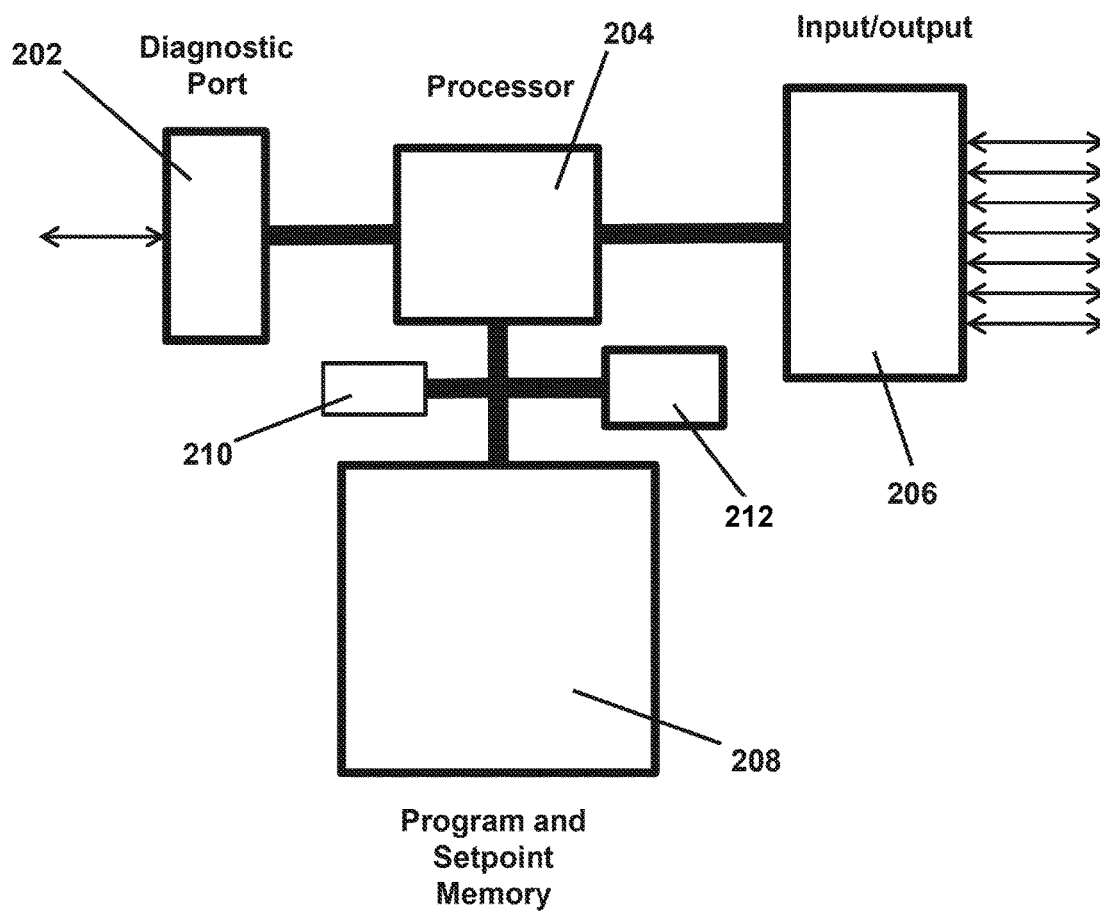 202
Diagnostic
Port
Processor
204
Input/output
210
212
206
208
Program and
Setpoint
Memory